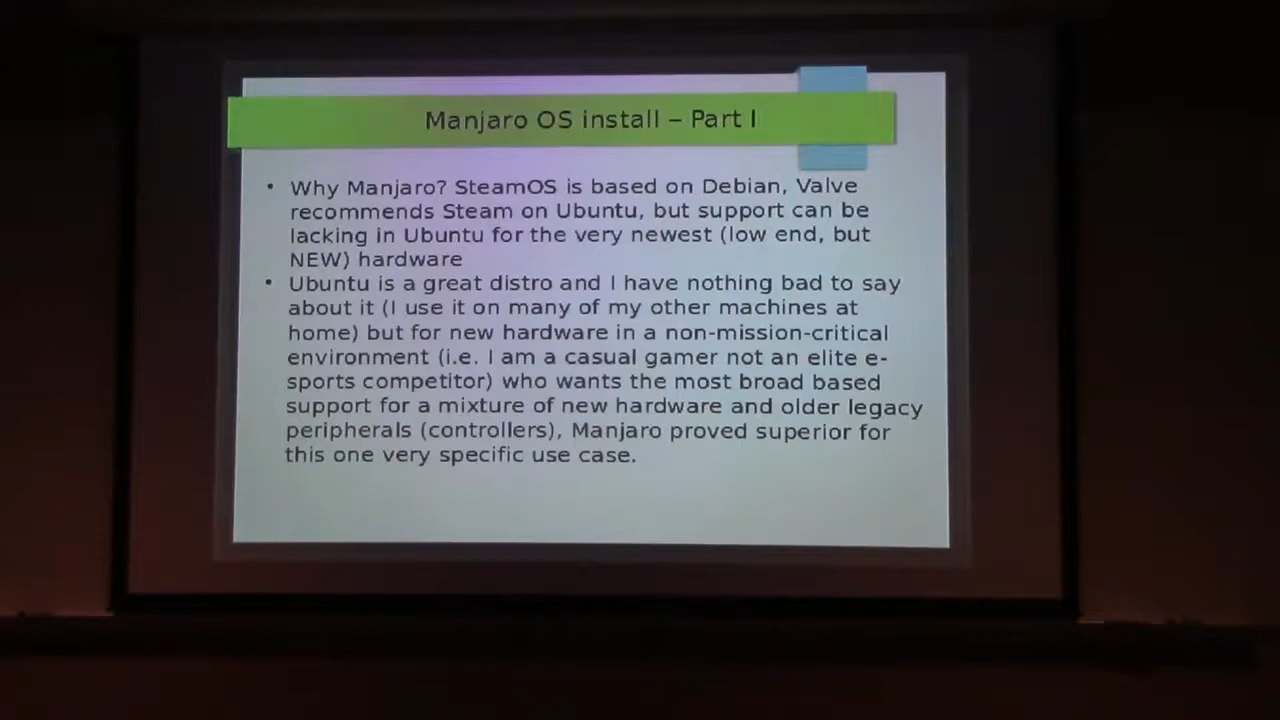 Manjaro OS install – Part I
• Why Manjaro? SteamOS is based on Debian, Valve
recommends Steam on Ubuntu, but support can be
lacking in Ubuntu for the very newest (low end, but
NEW) hardware
• Ubuntu is a great distro and I have nothing bad to say
about it (I use it on many of my other machines at
home) but for new hardware in a non-mission-critical
environment (i.e. I am a casual gamer not an elite e-
sports competitor) who wants the most broad based
support for a mixture of new hardware and older legacy
peripherals (controllers), Manjaro proved superior for
this one very specific use case.